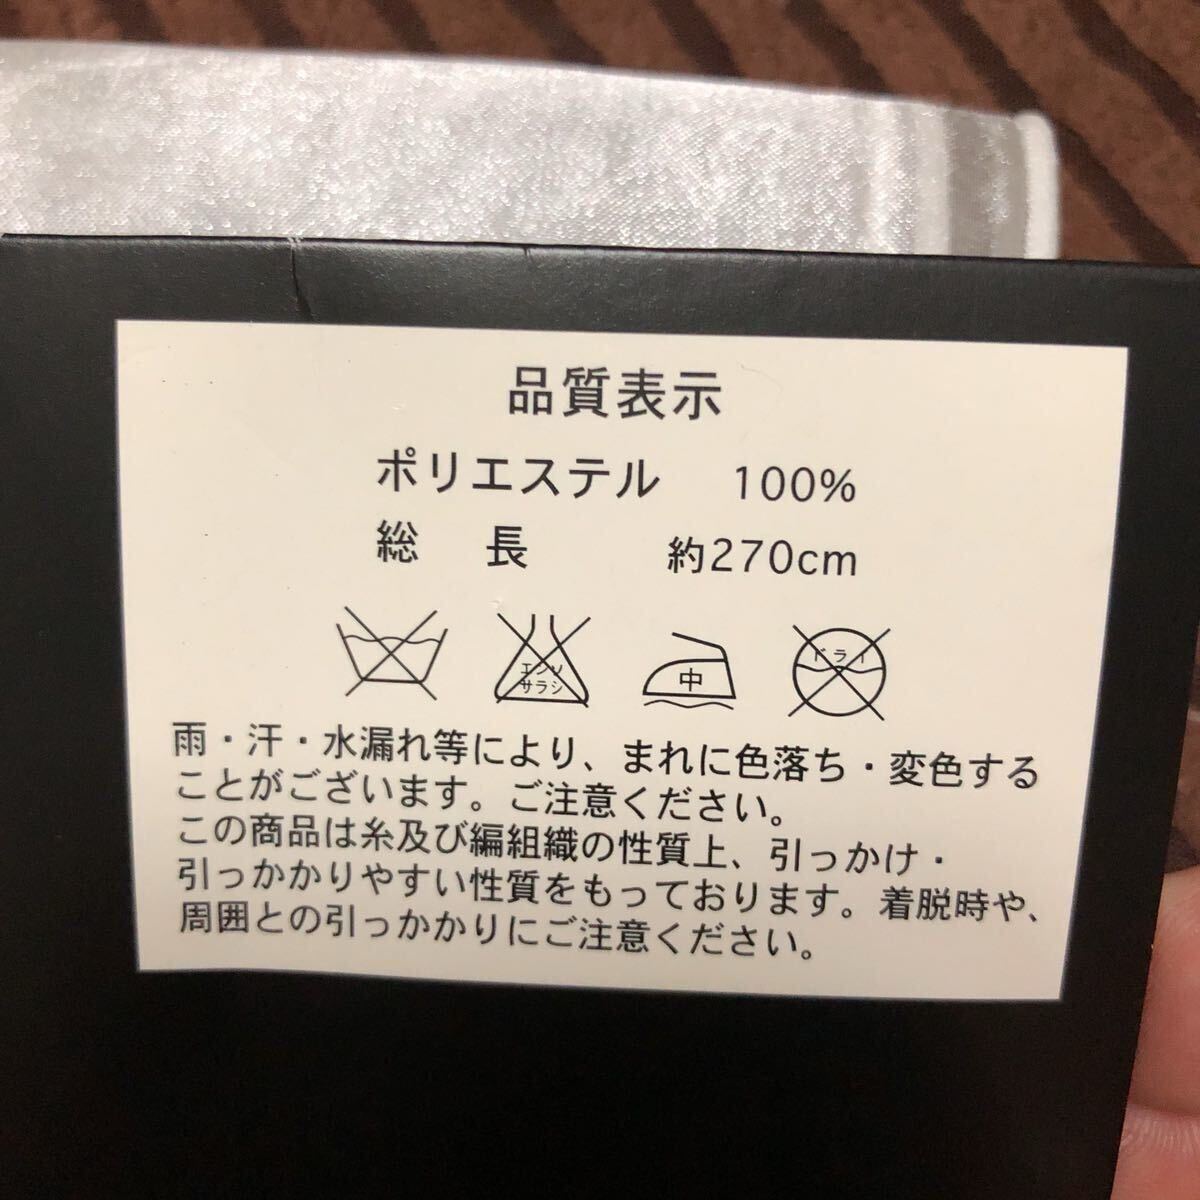 品質表示
ポリエステル 100%
総 長 約270cm
エンソ サラシ 中 ドライ
雨・汗・水漏れ等により、まれに色落ち・変色する
ことがございます。ご注意ください。
この商品は糸及び編組織の性質上、引っかけ・
引っかかりやすい性質をもっております。着脱時や、
周囲との引っかかりにご注意ください。